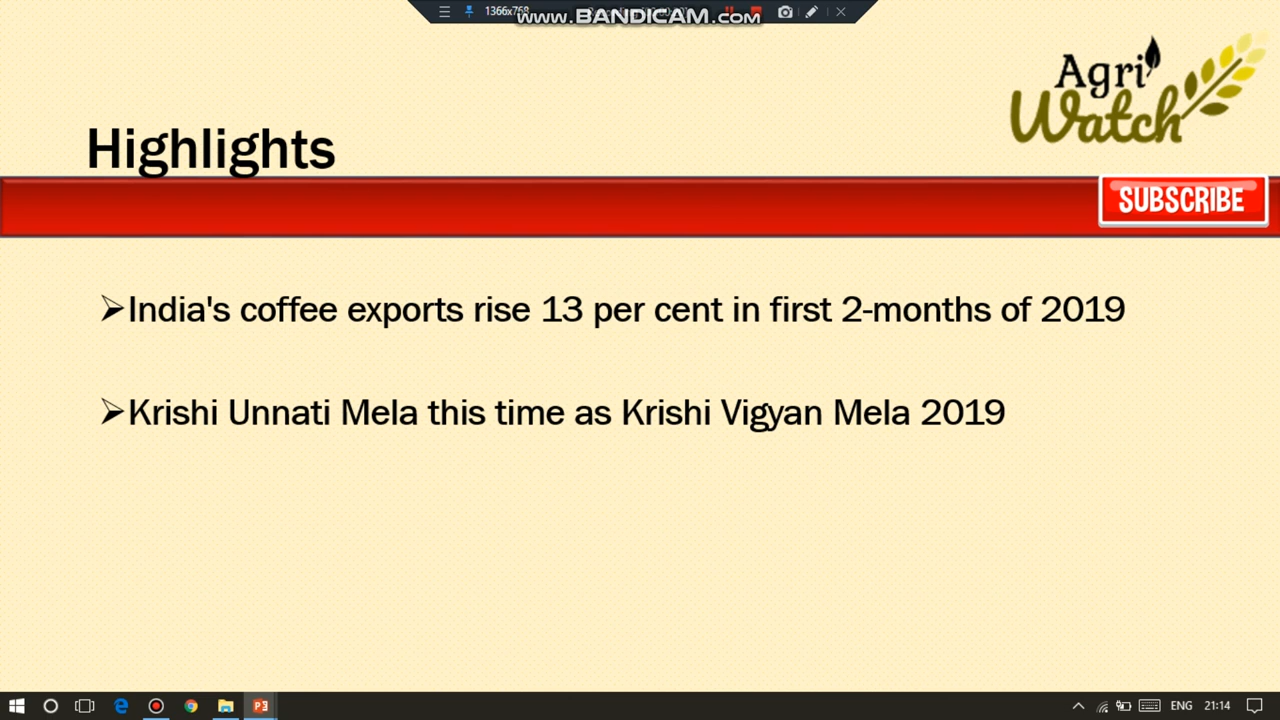 1366x768
www.BANDICAM.com
Agri
Watch
Highlights
SUBSCRIBE
➢India's coffee exports rise 13 per cent in first 2-months of 2019
➢Krishi Unnati Mela this time as Krishi Vigyan Mela 2019
ENG 21:14